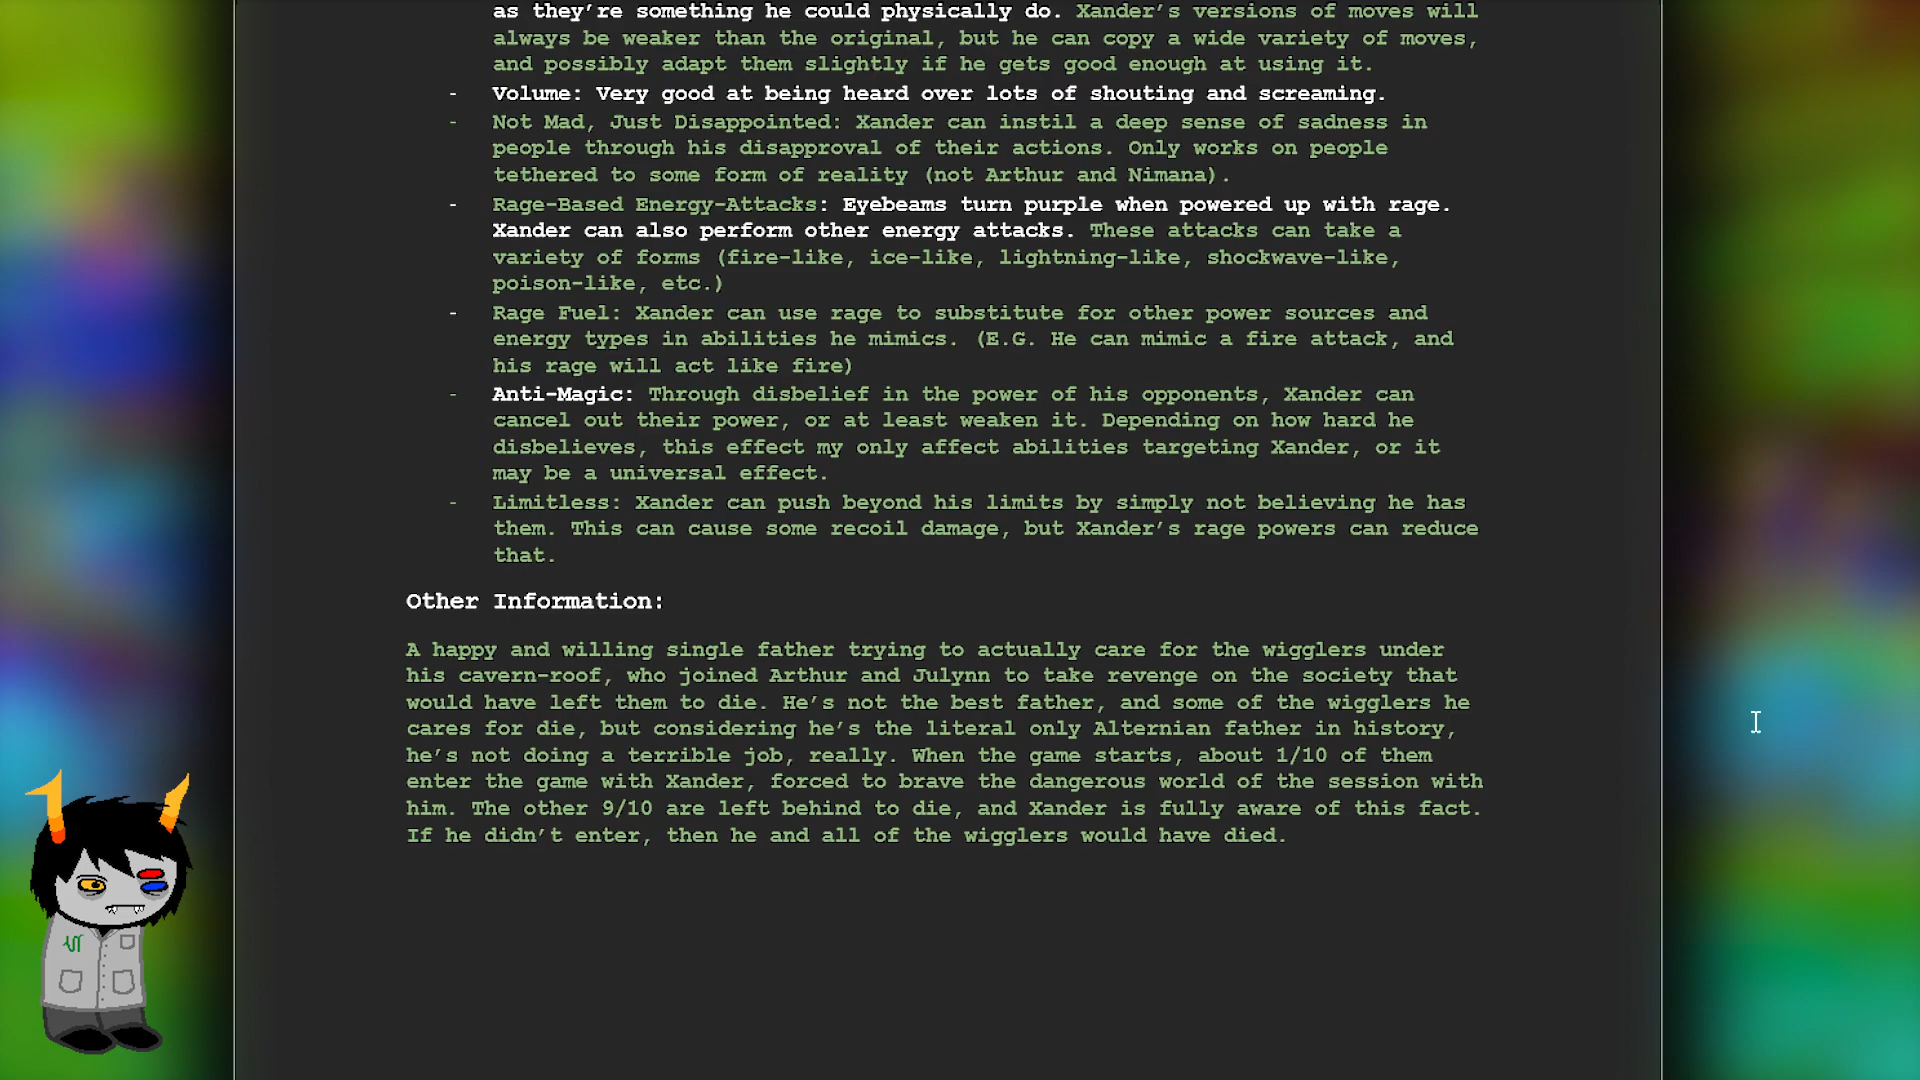 as they're something he could physically do. Xander's versions of moves will
always be weaker than the original, but he can copy a wide variety of moves,
and possibly adapt them slightly if he gets good enough at using it.
- Volume: Very good at being heard over lots of shouting and screaming.
- Not Mad, Just Disappointed: Xander can instil a deep sense of sadness in
people through his disapproval of their actions. Only works on people
tethered to some form of reality (not Arthur and Nimana).
- Rage-Based Energy-Attacks: Eyebeams turn purple when powered up with rage.
Xander can also perform other energy attacks. These attacks can take a
variety of forms (fire-like, ice-like, lightning-like, shockwave-like,
poison-like, etc.)
- Rage Fuel: Xander can use rage to substitute for other power sources and
energy types in abilities he mimics. (E.G. He can mimic a fire attack, and
his rage will act like fire)
- Anti-Magic: Through disbelief in the power of his opponents, Xander can
cancel out their power, or at least weaken it. Depending on how hard he
disbelieves, this effect my only affect abilities targeting Xander, or it
may be a universal effect.
- Limitless: Xander can push beyond his limits by simply not believing he has
them. This can cause some recoil damage, but Xander's rage powers can reduce
that.
Other Information:
A happy and willing single father trying to actually care for the wigglers under
his cavern-roof, who joined Arthur and Julynn to take revenge on the society that
would have left them to die. He's not the best father, and some of the wigglers he
cares for die, but considering he's the literal only Alternian father in history,
he's not doing a terrible job, really. When the game starts, about 1/10 of them
enter the game with Xander, forced to brave the dangerous world of the session with
him. The other 9/10 are left behind to die, and Xander is fully aware of this fact.
If he didn't enter, then he and all of the wigglers would have died.